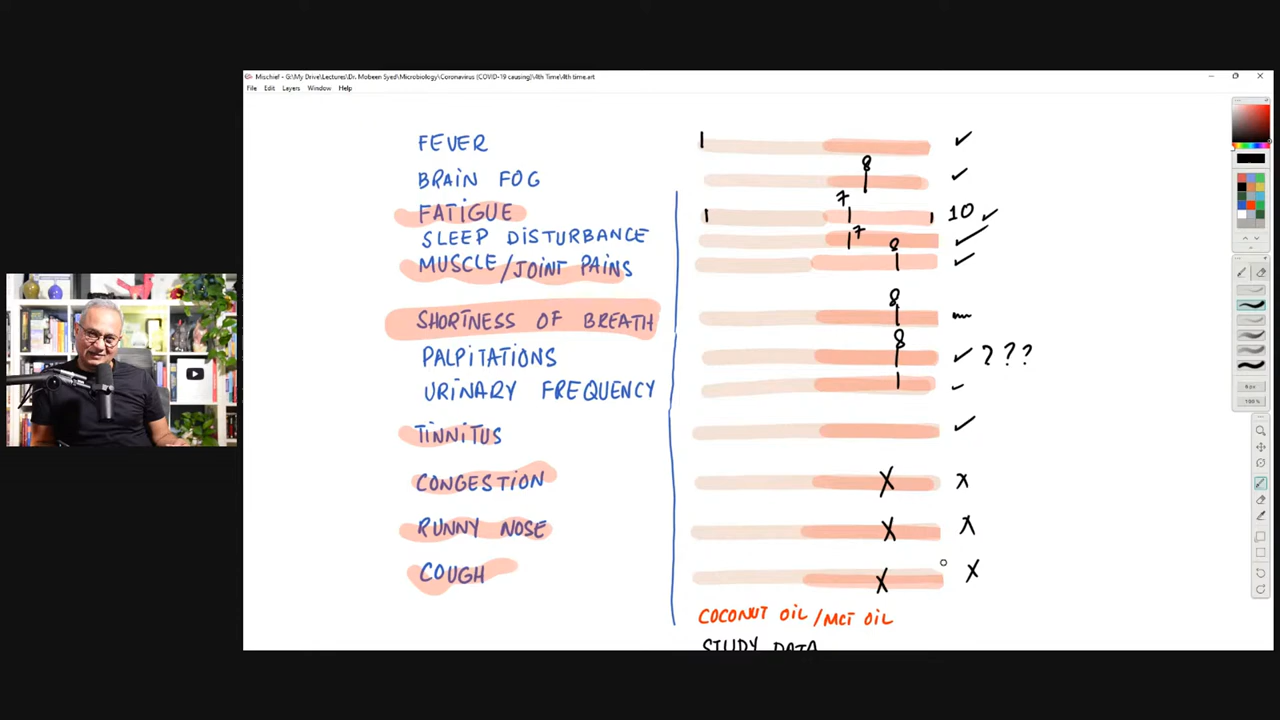 Mischief - G:\My Drive\Lectures\Dr. Mobeen Syed\Microbiology\Coronavirus (COVID-19 causing)\4th Time\4th time.art
File Edit Layers Window Help
FEVER ✓
BRAIN FOG 8 ✓
FATIGUE 7 10 ✓
SLEEP DISTURBANCE 7 ✓
MUSCLE/JOINT PAINS 8 ✓
SHORTNESS OF BREATH 8
PALPITATIONS 8 ✓ ???
URINARY FREQUENCY ✓
TINNITUS ✓
CONGESTION X X
RUNNY NOSE X X
COUGH X X
COCONUT OIL/MCT OIL
STUDY DATA